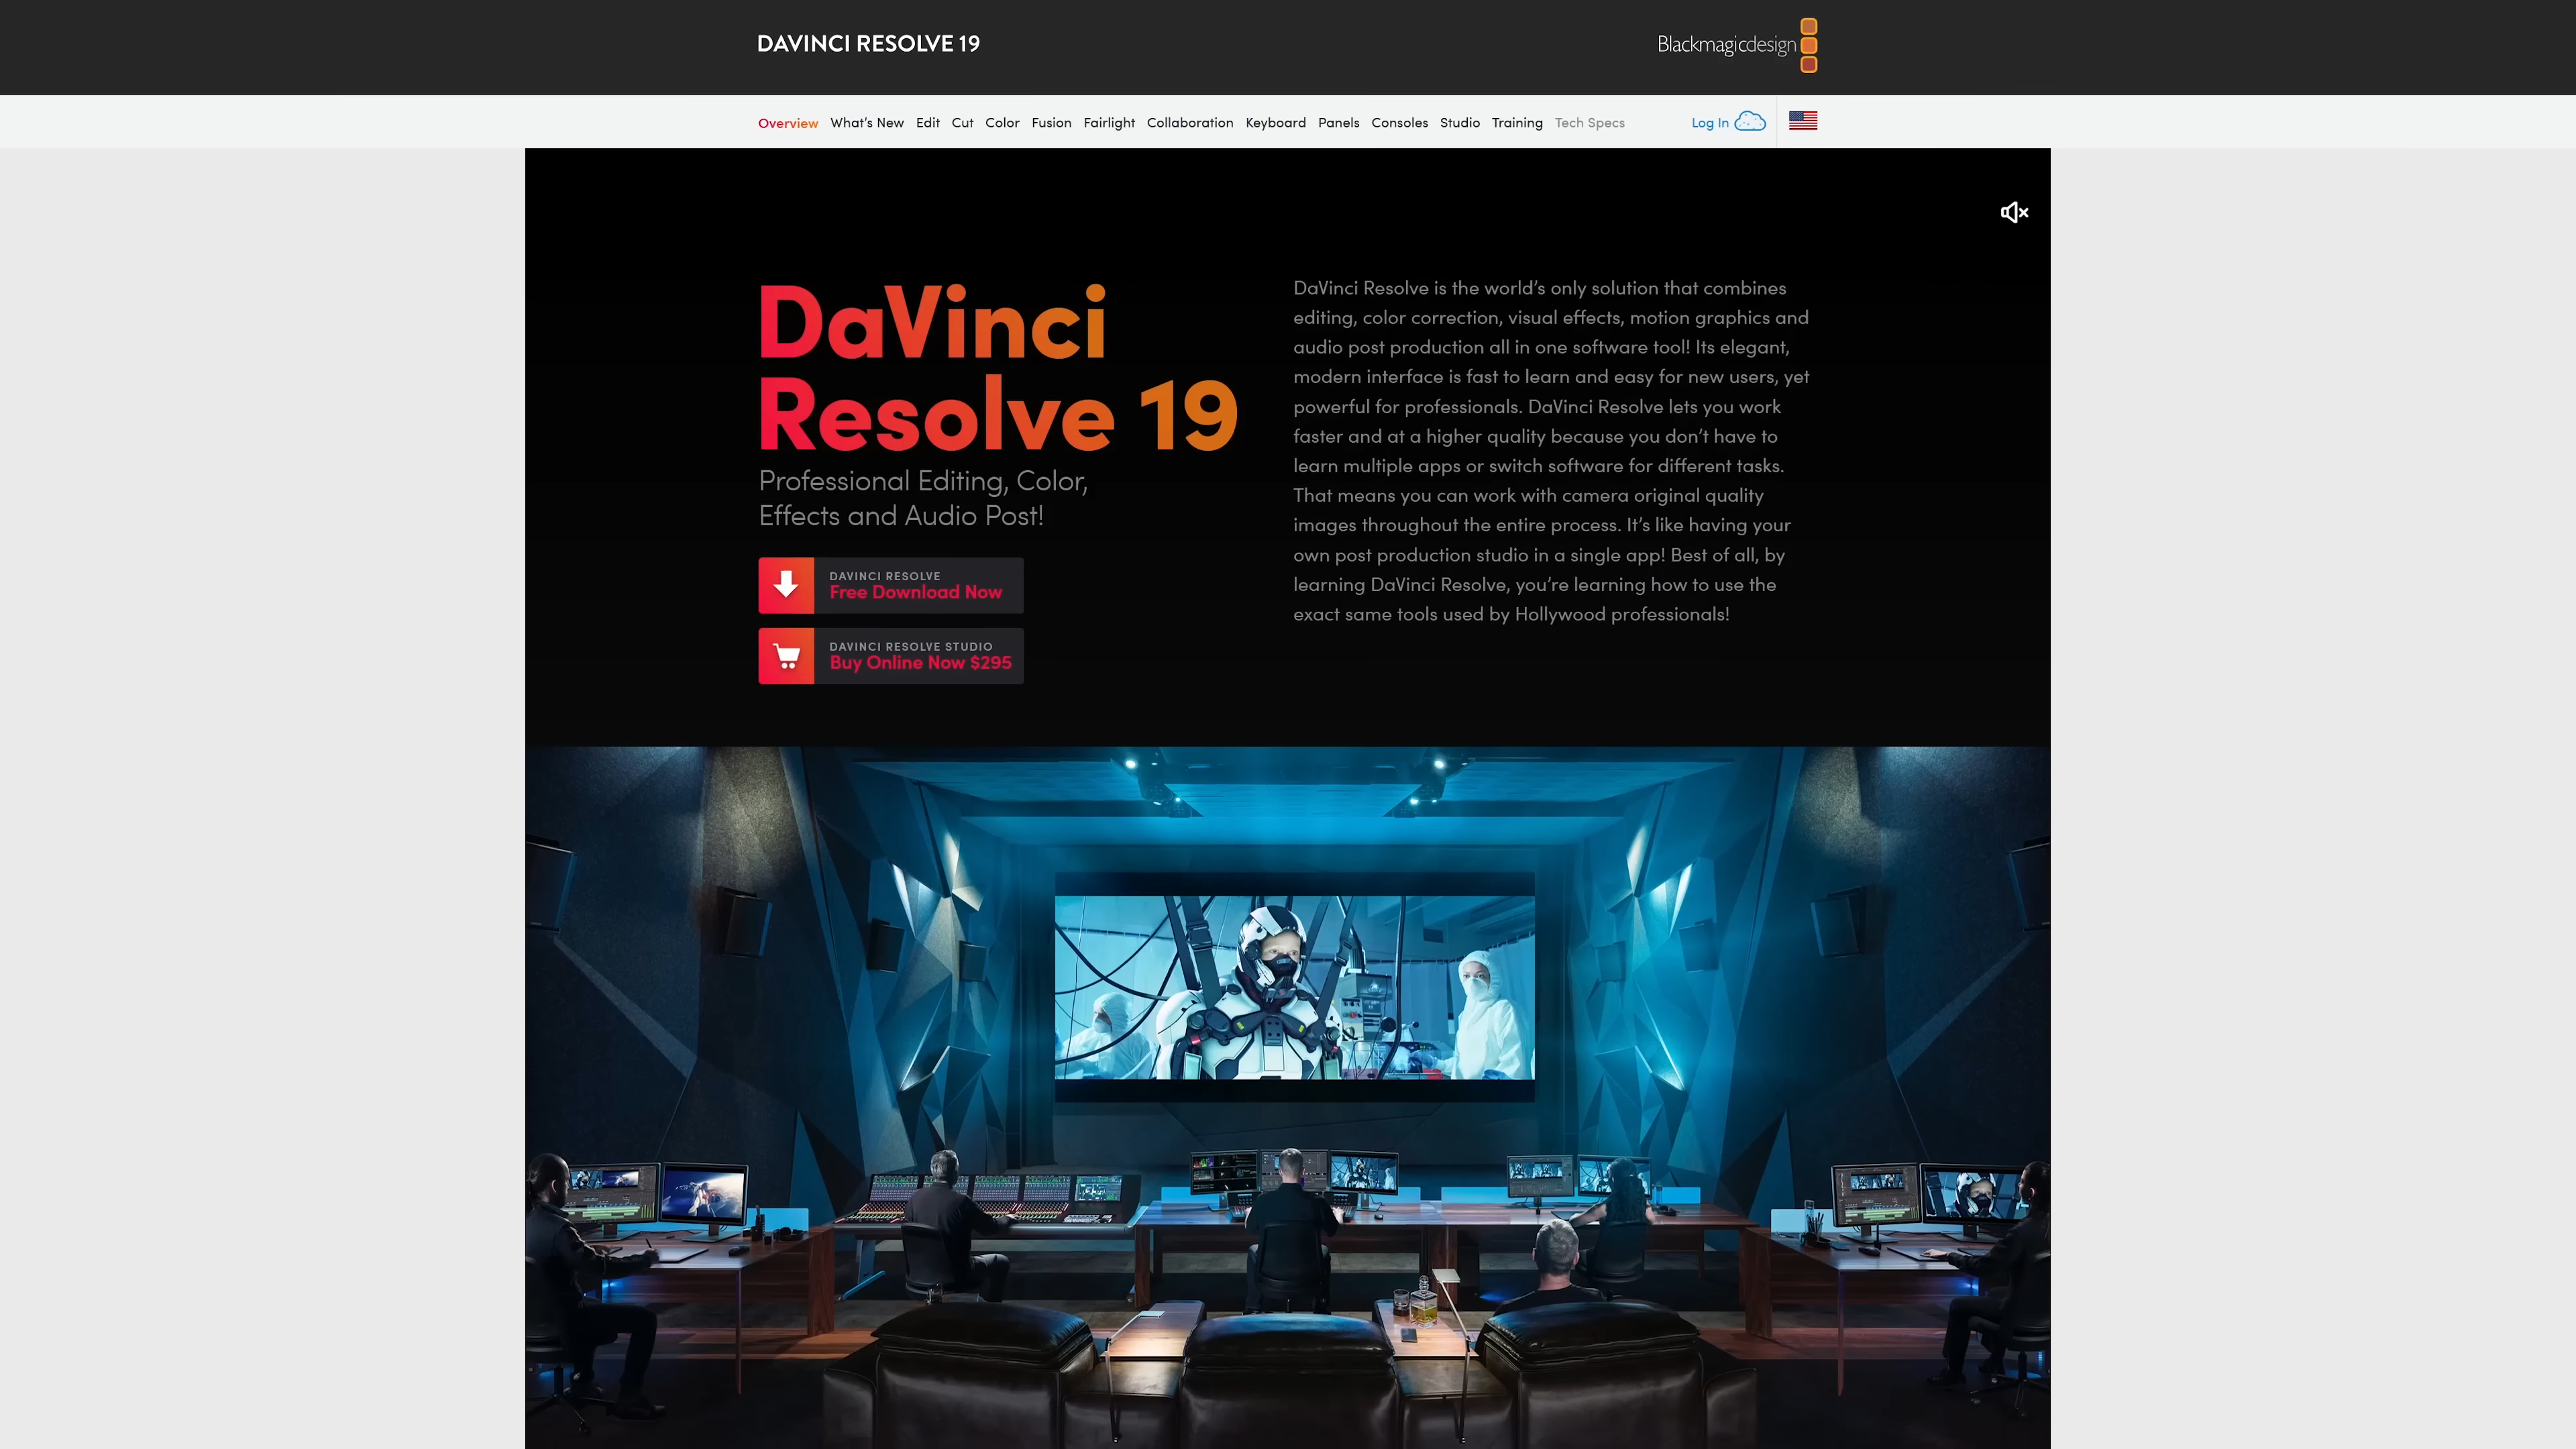 DAVINCI RESOLVE 19
Blackmagicdesign
Overview What's New Edit Cut Color Fusion Fairlight Collaboration Keyboard Panels Consoles Studio Training Tech Specs Log In
DaVinci
Resolve 19
Professional Editing, Color,
Effects and Audio Post!
DAVINCI RESOLVE
Free Download Now
DAVINCI RESOLVE STUDIO
Buy Online Now $295
DaVinci Resolve is the world’s only solution that combines
editing, color correction, visual effects, motion graphics and
audio post production all in one software tool! Its elegant,
modern interface is fast to learn and easy for new users, yet
powerful for professionals. DaVinci Resolve lets you work
faster and at a higher quality because you don’t have to
learn multiple apps or switch software for different tasks.
That means you can work with camera original quality
images throughout the entire process. It’s like having your
own post production studio in a single app! Best of all, by
learning DaVinci Resolve, you’re learning how to use the
exact same tools used by Hollywood professionals!